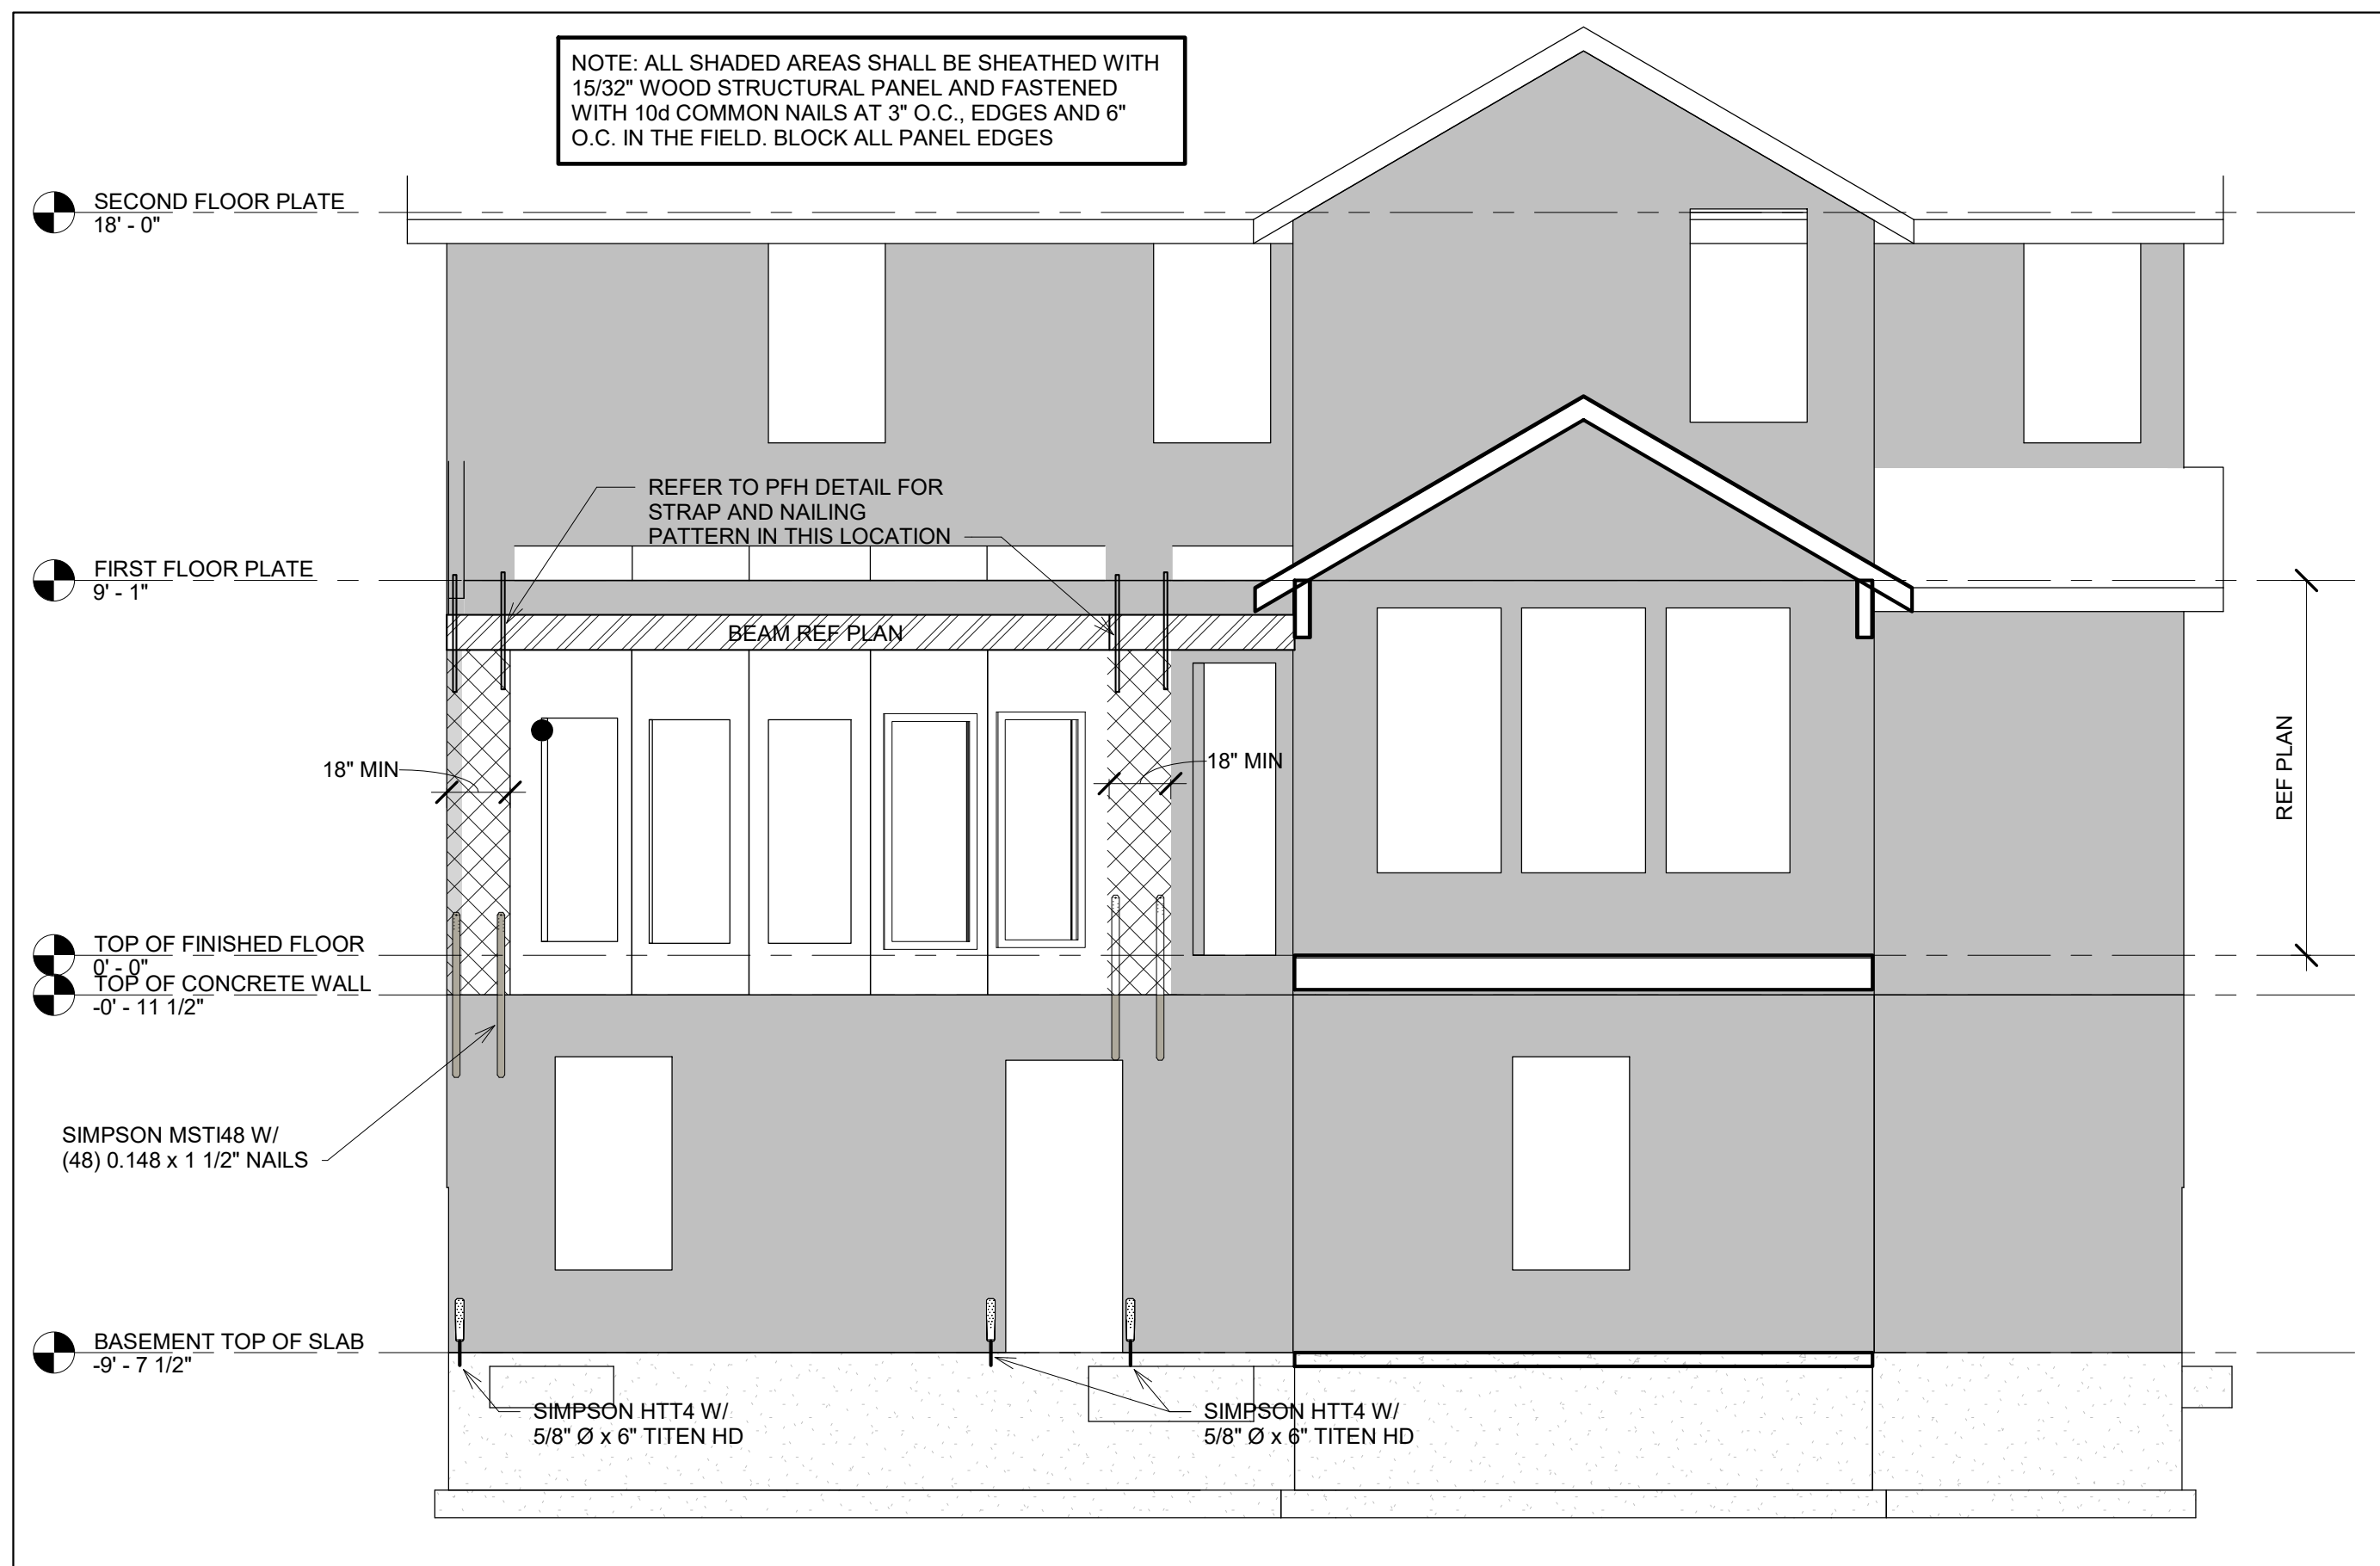 NOTE: ALL SHADED AREAS SHALL BE SHEATHED WITH
15/32" WOOD STRUCTURAL PANEL AND FASTENED
WITH 10d COMMON NAILS AT 3" O.C., EDGES AND 6"
O.C. IN THE FIELD. BLOCK ALL PANEL EDGES
SECOND FLOOR PLATE
18' - 0"
REFER TO PFH DETAIL FOR
STRAP AND NAILING
PATTERN IN THIS LOCATION
FIRST FLOOR PLATE
9' - 1"
BEAM REF PLAN
18" MIN
18" MIN
REF PLAN
TOP OF FINISHED FLOOR
0' - 0"
TOP OF CONCRETE WALL
-0' - 11 1/2"
SIMPSON MSTI48 W/
(48) 0.148 x 1 1/2" NAILS
BASEMENT TOP OF SLAB
-9' - 7 1/2"
SIMPSON HTT4 W/
5/8" Ø x 6" TITEN HD
SIMPSON HTT4 W/
5/8" Ø x 6" TITEN HD